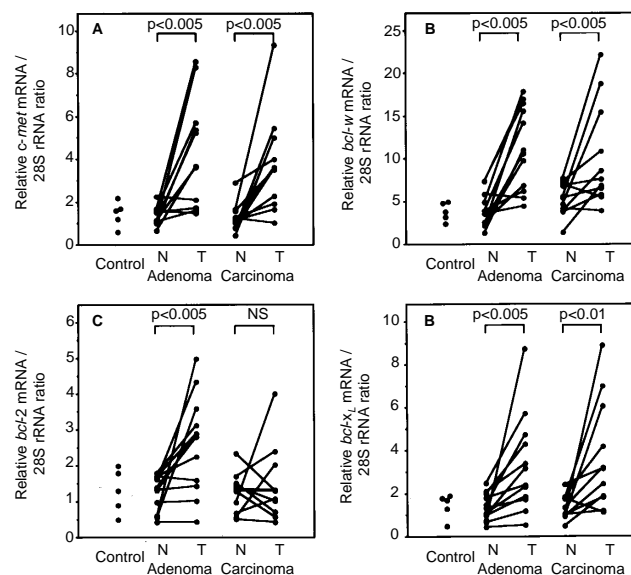 A
p<0.005
p<0.005
10
8
6
4
2
0
Relative c-met mRNA /
28S rRNA ratio
Control
N
T
N
T
Adenoma
Carcinoma
B
p<0.005
p<0.005
25
20
15
10
5
0
Relative bcl-w mRNA /
28S rRNA ratio
Control
N
T
N
T
Adenoma
Carcinoma
C
p<0.005
NS
6
5
4
3
2
1
0
Relative bcl-2 mRNA /
28S rRNA ratio
Control
N
T
N
T
Adenoma
Carcinoma
B
p<0.005
p<0.01
10
8
6
4
2
0
Relative bcl-xL mRNA /
28S rRNA ratio
Control
N
T
N
T
Adenoma
Carcinoma